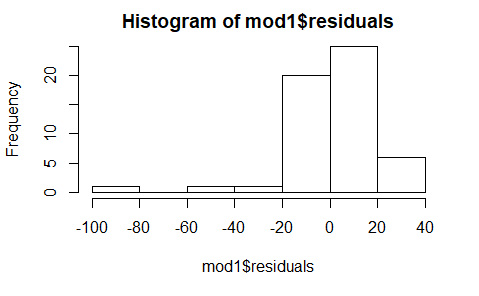 Histogram of mod1$residuals
Frequency
20
10
5
0
-100 -80 -60 -40 -20 0 20 40
mod1$residuals